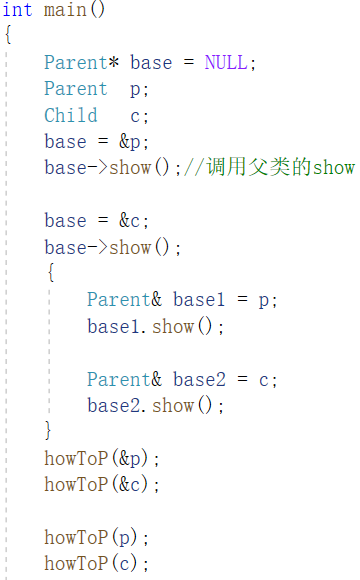 int main()
{
Parent* base = NULL;
Parent p;
Child c;
base = &p;
base->show();//调用父类的show
base = &c;
base->show();
{
Parent& base1 = p;
base1.show();
Parent& base2 = c;
base2.show();
}
howToP(&p);
howToP(&c);
howToP(p);
howToP(c);